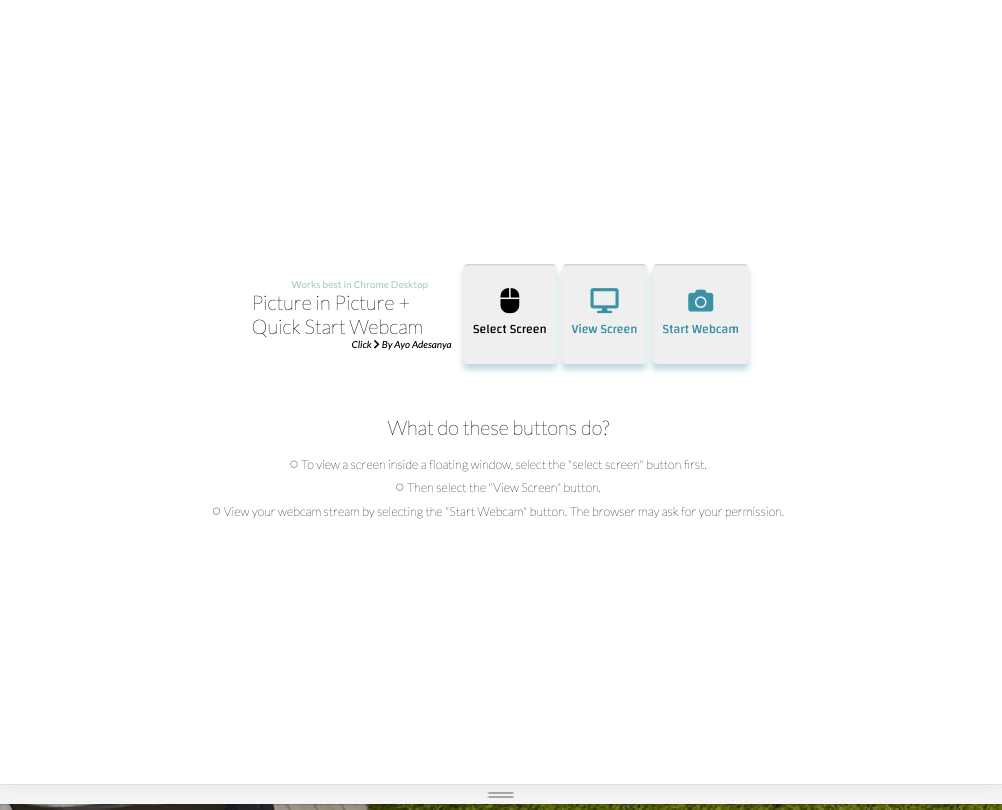 Works best in Chrome Desktop
Picture in Picture +
Quick Start Webcam
Click > By Ayo Adesanya
Select Screen
View Screen
Start Webcam
What do these buttons do?
To view a screen inside a floating window, select the "select screen" button first.
Then select the "View Screen" button.
View your webcam stream by selecting the "Start Webcam" button. The browser may ask for your permission.